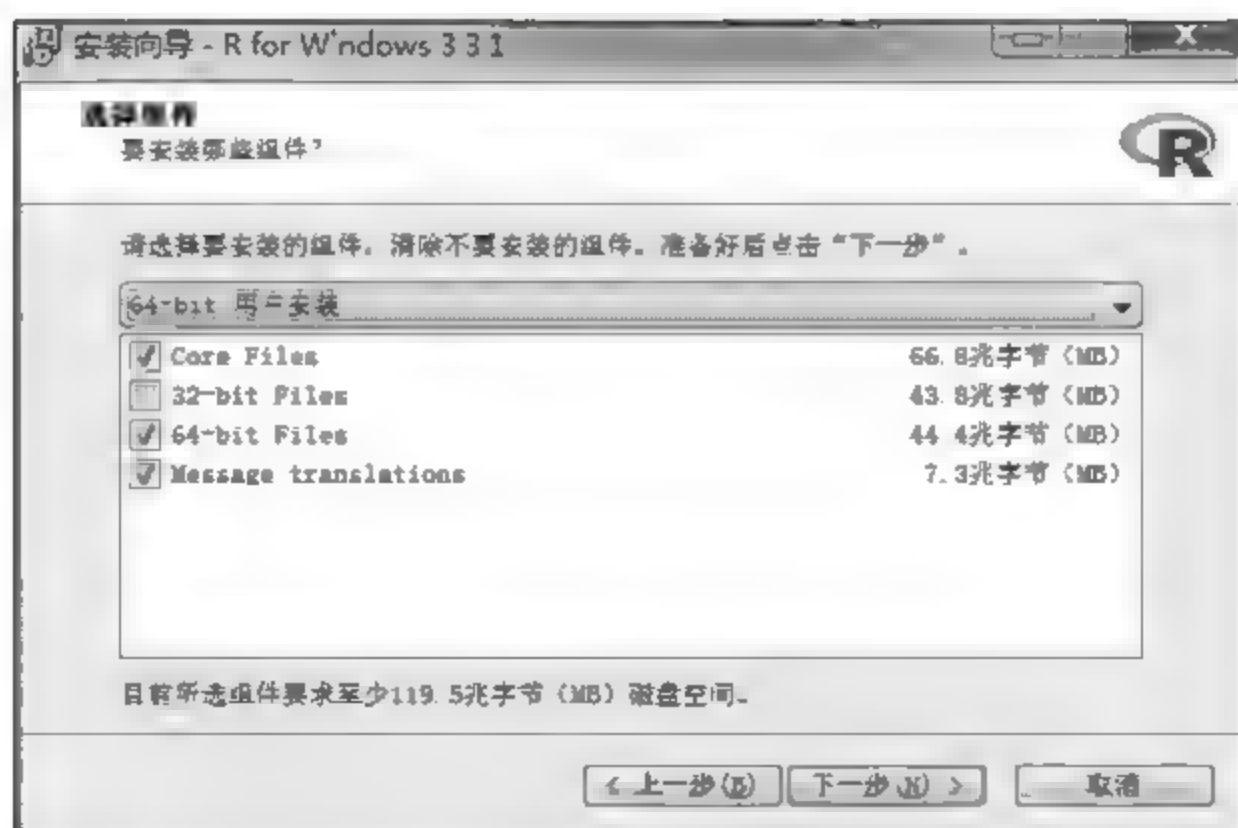 安装向导 - R for Windows 3 3 1
选择组件
要安装哪些组件?
R
请选择要安装的组件。清除不要安装的组件。准备好后点击“下一步”.
64-bit 用户安装
Core Files 66.8兆字节 (MB)
32-bit Files 43.8兆字节 (MB)
64-bit Files 44.4兆字节 (MB)
Message translations 7.3兆字节 (MB)
目前所选组件要求至少119.5兆字节 (MB) 磁盘空间。
< 上一步(B) 下一步(N) > 取消